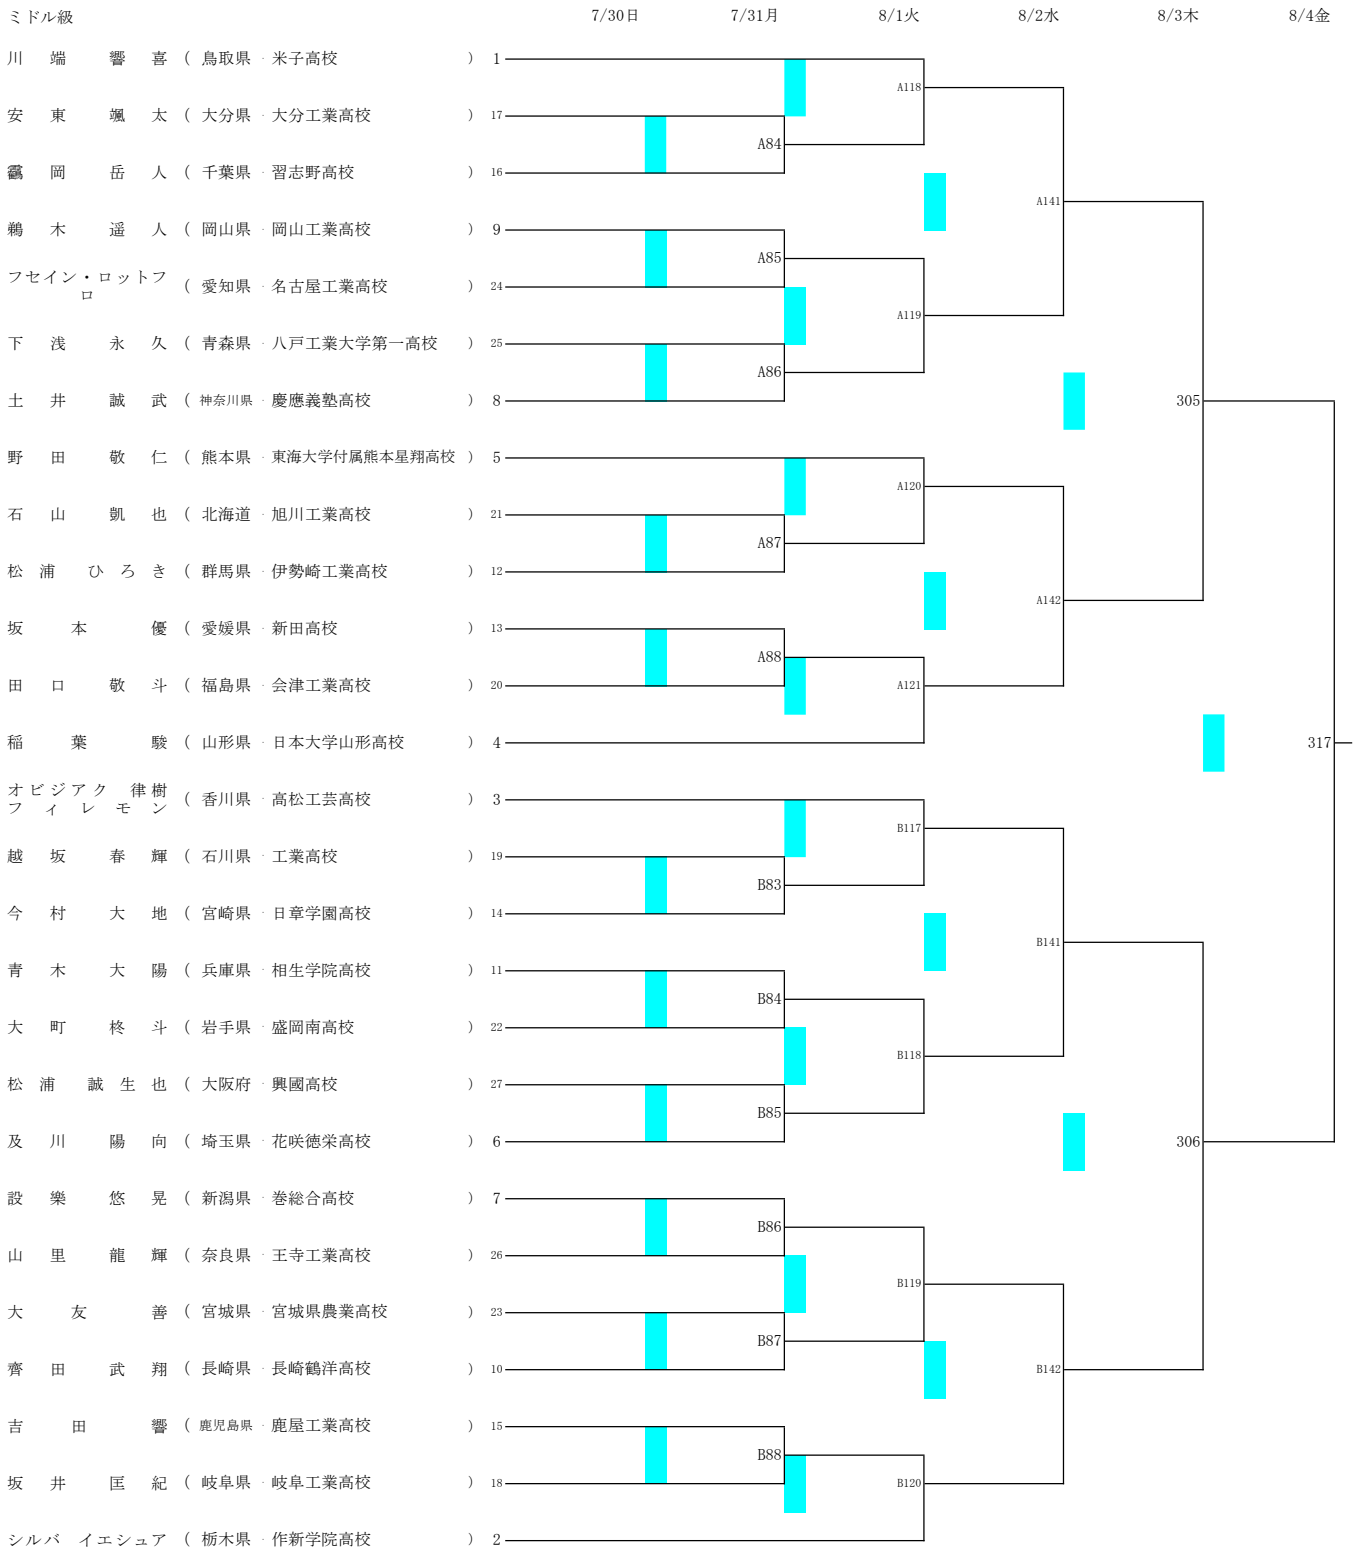 ミドル級 7/30日 7/31月 8/1火 8/2水 8/3木 8/4金
川端 響喜 ( 鳥取県 · 米子高校 ) 1
A118
安東 颯太 ( 大分県 · 大分工業高校 ) 17
A84
靍岡 岳人 ( 千葉県 · 習志野高校 ) 16
A141
鵜木 遥人 ( 岡山県 · 岡山工業高校 ) 9
A85
フセイン・ロットフ
ロ
( 愛知県 · 名古屋工業高校 ) 24
A119
下浅 永久 ( 青森県 · 八戸工業大学第一高校 ) 25
A86
土井 誠武 ( 神奈川県 · 慶應義塾高校 ) 8
305
野田 敬仁 ( 熊本県 · 東海大学付属熊本星翔高校 ) 5
A120
石山 凱也 ( 北海道 · 旭川工業高校 ) 21
A87
松浦 ひろき ( 群馬県 · 伊勢崎工業高校 ) 12
A142
坂本 優 ( 愛媛県 · 新田高校 ) 13
A88
田口 敬斗 ( 福島県 · 会津工業高校 ) 20
A121
稲葉 駿 ( 山形県 · 日本大学山形高校 ) 4
317
オビジアク 律樹
フィレモン
( 香川県 · 高松工芸高校 ) 3
B117
越坂 春輝 ( 石川県 · 工業高校 ) 19
B83
今村 大地 ( 宮崎県 · 日章学園高校 ) 14
B141
青木 大陽 ( 兵庫県 · 相生学院高校 ) 11
B84
大町 柊斗 ( 岩手県 · 盛岡南高校 ) 22
B118
松浦 誠生也 ( 大阪府 · 興國高校 ) 27
B85
及川 陽向 ( 埼玉県 · 花咲徳栄高校 ) 6
306
設樂 悠晃 ( 新潟県 · 巻総合高校 ) 7
B86
山里 龍輝 ( 奈良県 · 王寺工業高校 ) 26
B119
大友 善 ( 宮城県 · 宮城県農業高校 ) 23
B87
齊田 武翔 ( 長崎県 · 長崎鶴洋高校 ) 10
B142
吉田 響 ( 鹿児島県 · 鹿屋工業高校 ) 15
B88
坂井 匡紀 ( 岐阜県 · 岐阜工業高校 ) 18
B120
シルバ イエシュア ( 栃木県 · 作新学院高校 ) 2